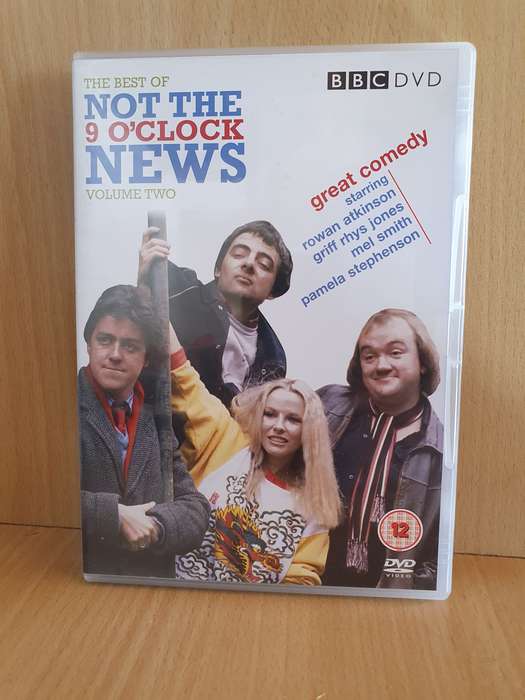 THE BEST OF
NOT THE
9 O'CLOCK
NEWS
VOLUME TWO
BBC DVD
great comedy
starring
rowan atkinson
griff rhys jones
mel smith
pamela stephenson
12
DVD
VIDEO